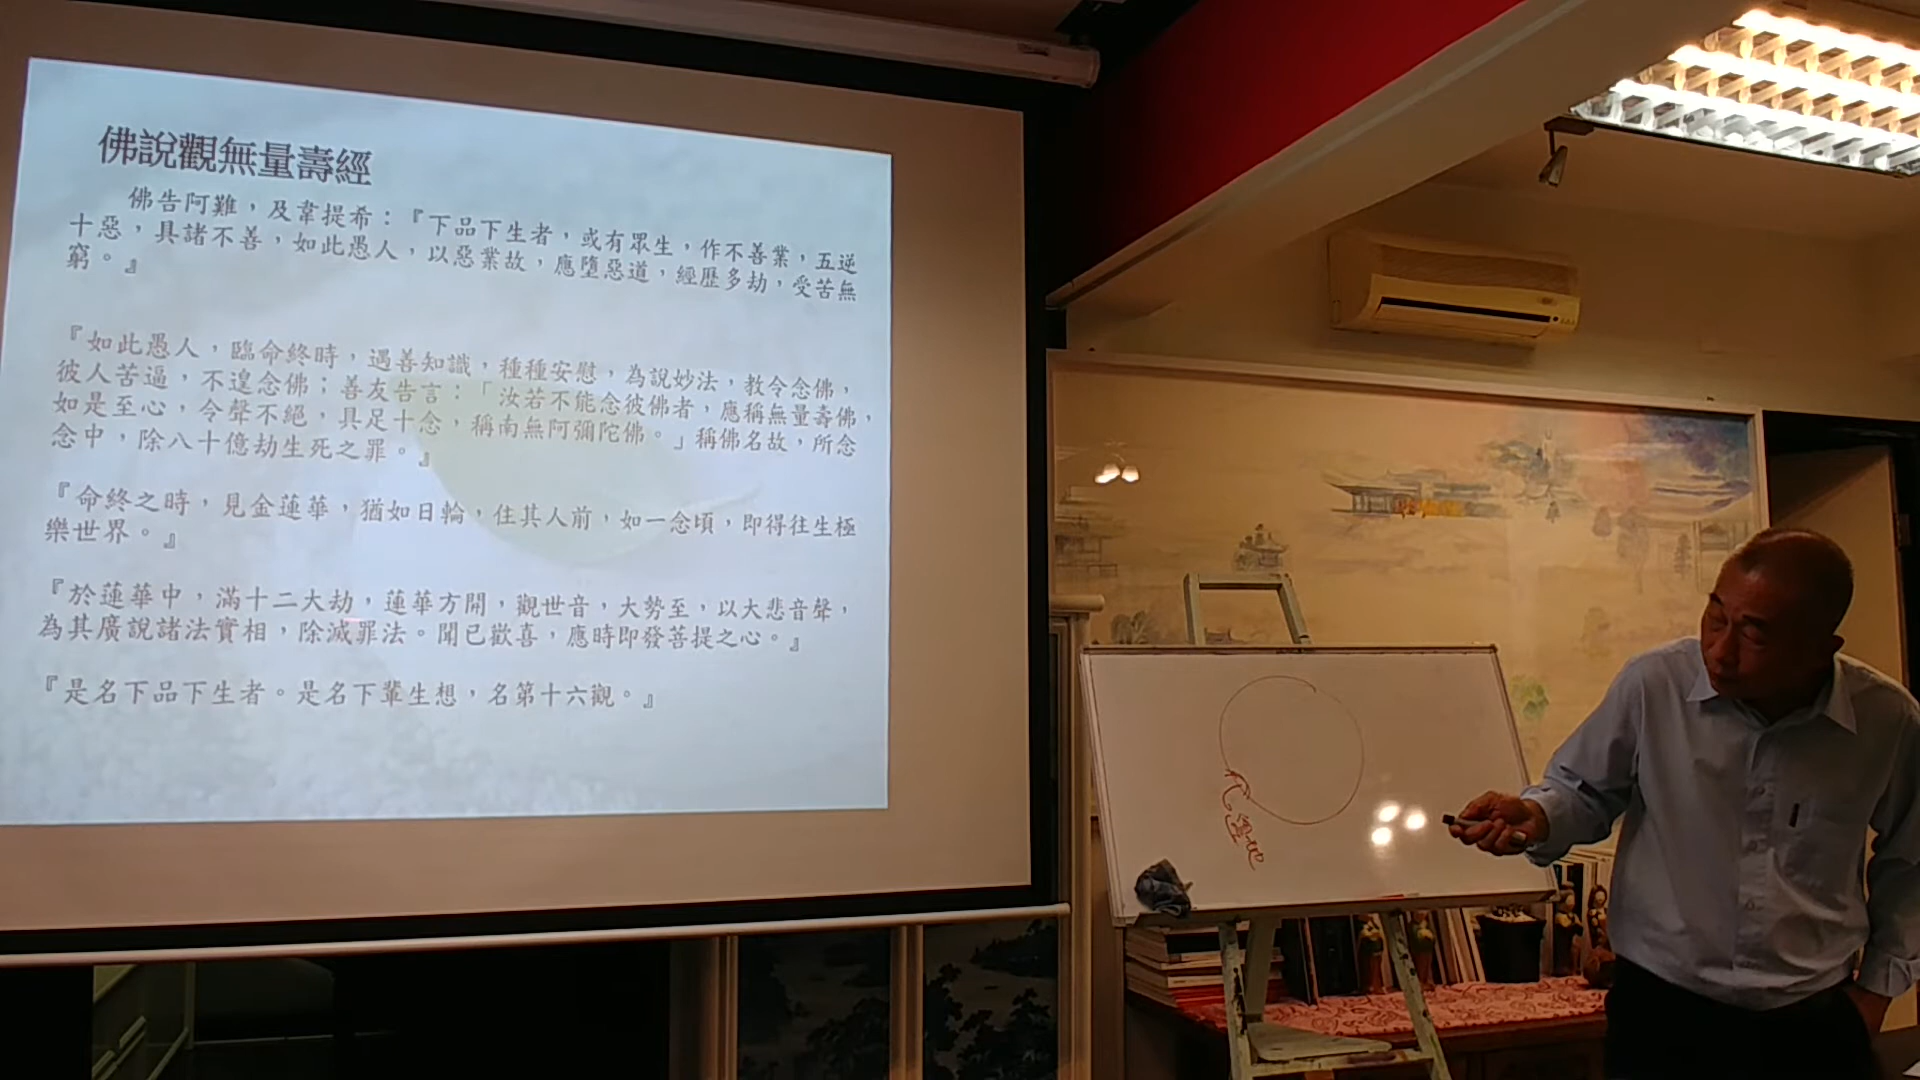 佛說觀無量壽經
佛告阿難，及韋提希：『下品下生者，或有眾生，作不善業，五逆
十惡，具諸不善，如此愚人，以惡業故，應墮惡道，經歷多劫，受苦無
窮。』
『如此愚人，臨命終時，遇善知識，種種安慰，為說妙法，教令念佛，
彼人苦逼，不遑念佛；善友告言：「汝若不能念彼佛者，應稱無量壽佛，
如是至心，令聲不絕，具足十念，稱南無阿彌陀佛。」稱佛名故，所念
念中，除八十億劫生死之罪。』
『命終之時，見金蓮華，猶如日輪，住其人前，如一念頃，即得往生極
樂世界。』
『於蓮華中，滿十二大劫，蓮華方開，觀世音，大勢至，以大悲音聲，
為其廣說諸法實相，除滅罪法。聞已歡喜，應時即發菩提之心。』
『是名下品下生者。是名下輩生想，名第十六觀。』